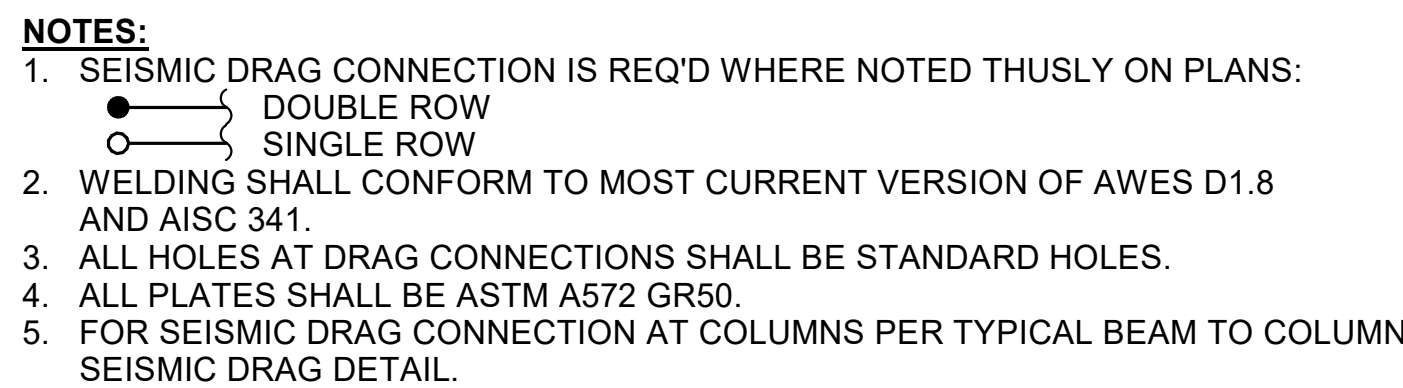 NOTES:
1. SEISMIC DRAG CONNECTION IS REQ'D WHERE NOTED THUSLY ON PLANS:
DOUBLE ROW
SINGLE ROW
2. WELDING SHALL CONFORM TO MOST CURRENT VERSION OF AWES D1.8
AND AISC 341.
3. ALL HOLES AT DRAG CONNECTIONS SHALL BE STANDARD HOLES.
4. ALL PLATES SHALL BE ASTM A572 GR50.
5. FOR SEISMIC DRAG CONNECTION AT COLUMNS PER TYPICAL BEAM TO COLUMN
SEISMIC DRAG DETAIL.